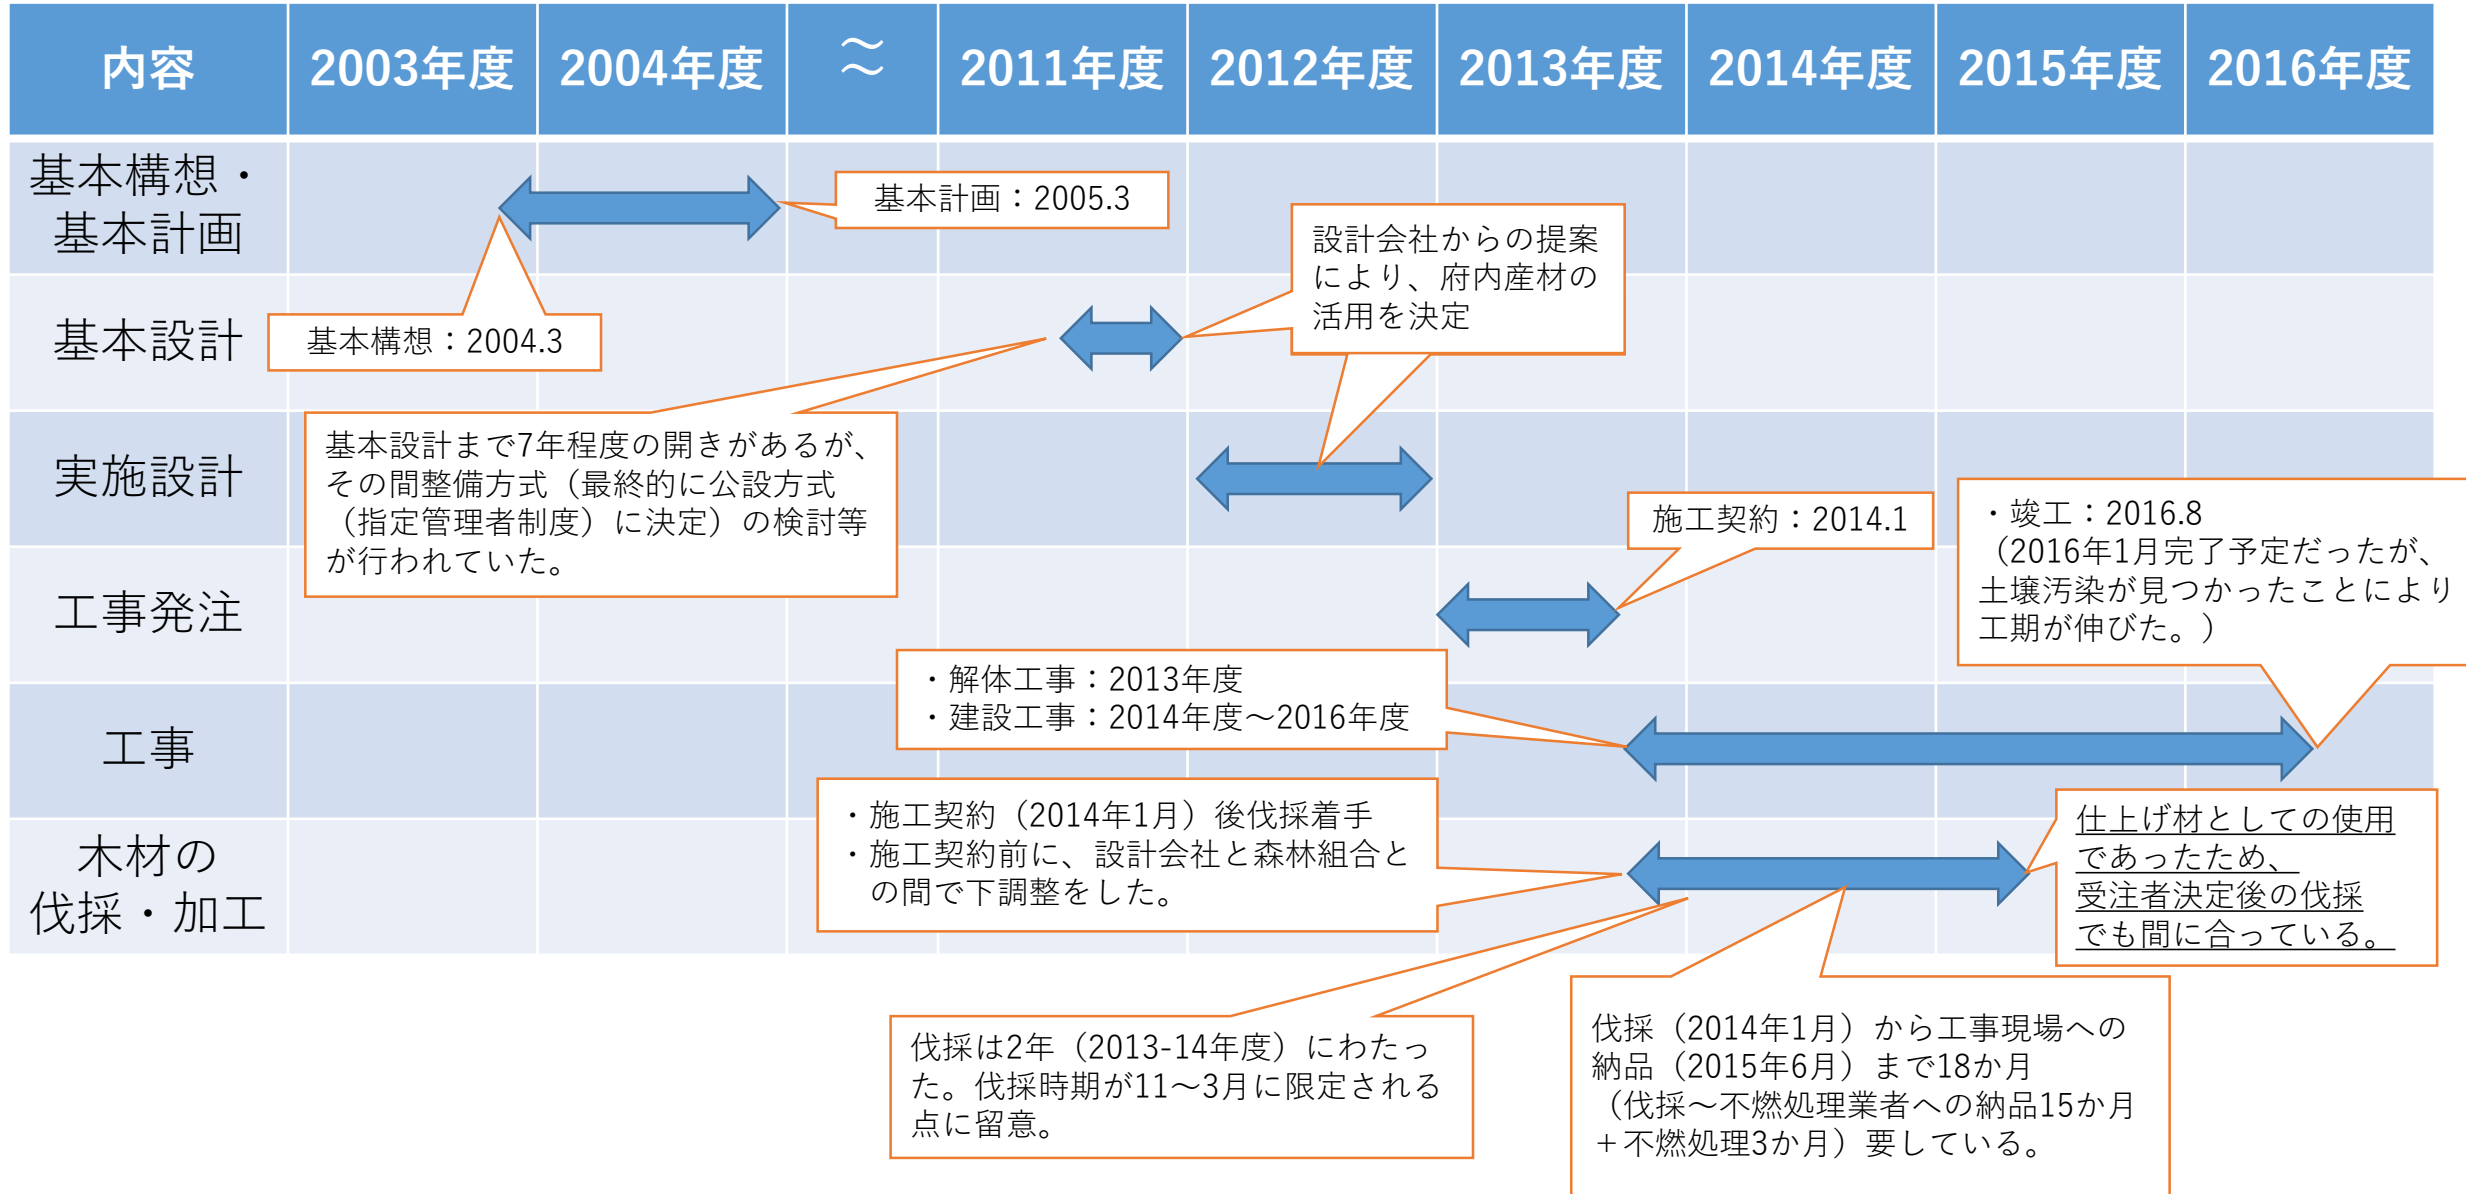 内容 2003年度 2004年度 ≈ 2011年度 2012年度 2013年度 2014年度 2015年度 2016年度
基本構想・
基本計画
基本計画：2005.3
基本構想：2004.3
設計会社からの提案
により、府内産材の
活用を決定
基本設計
基本設計まで7年程度の開きがあるが、
その間整備方式（最終的に公設方式
（指定管理者制度）に決定）の検討等
が行われていた。
実施設計
施工契約：2014.1
・竣工：2016.8
（2016年1月完了予定だったが、
土壌汚染が見つかったことにより
工期が伸びた。）
工事発注
・解体工事：2013年度
・建設工事：2014年度～2016年度
工事
・施工契約（2014年1月）後伐採着手
・施工契約前に、設計会社と森林組合と
の間で下調整をした。
仕上げ材としての使用
であったため、
受注者決定後の伐採
でも間に合っている。
木材の
伐採・加工
伐採は2年（2013-14年度）にわたっ
た。伐採時期が11～3月に限定される
点に留意。
伐採（2014年1月）から工事現場への
納品（2015年6月）まで18か月
（伐採～不燃処理業者への納品15か月
＋不燃処理3か月）要している。